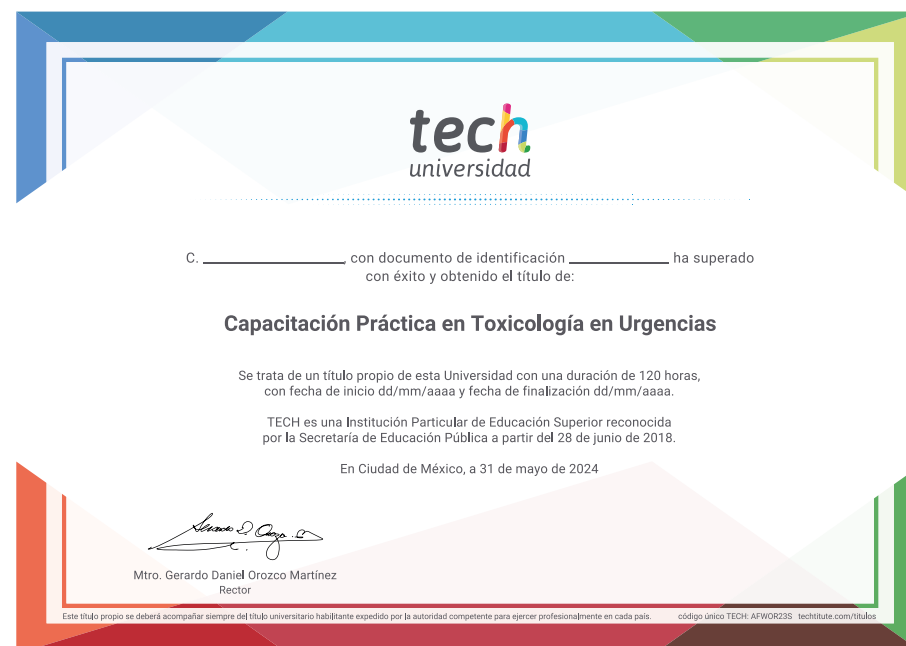 tech
universidad
C. ____________, con documento de identificación ____________ ha superado
con éxito y obtenido el título de:
Capacitación Práctica en Toxicología en Urgencias
Se trata de un título propio de esta Universidad con una duración de 120 horas,
con fecha de inicio dd/mm/aaaa y fecha de finalización dd/mm/aaaa.
TECH es una Institución Particular de Educación Superior reconocida
por la Secretaría de Educación Pública a partir del 28 de junio de 2018.
En Ciudad de México, a 31 de mayo de 2024
Mtro. Gerardo Daniel Orozco Martínez
Rector
Este título propio se deberá acompañar siempre del título universitario habilitante expedido por la autoridad competente para ejercer profesionalmente en cada país. código único TECH: AFWOR23S techtitute.com/titulos